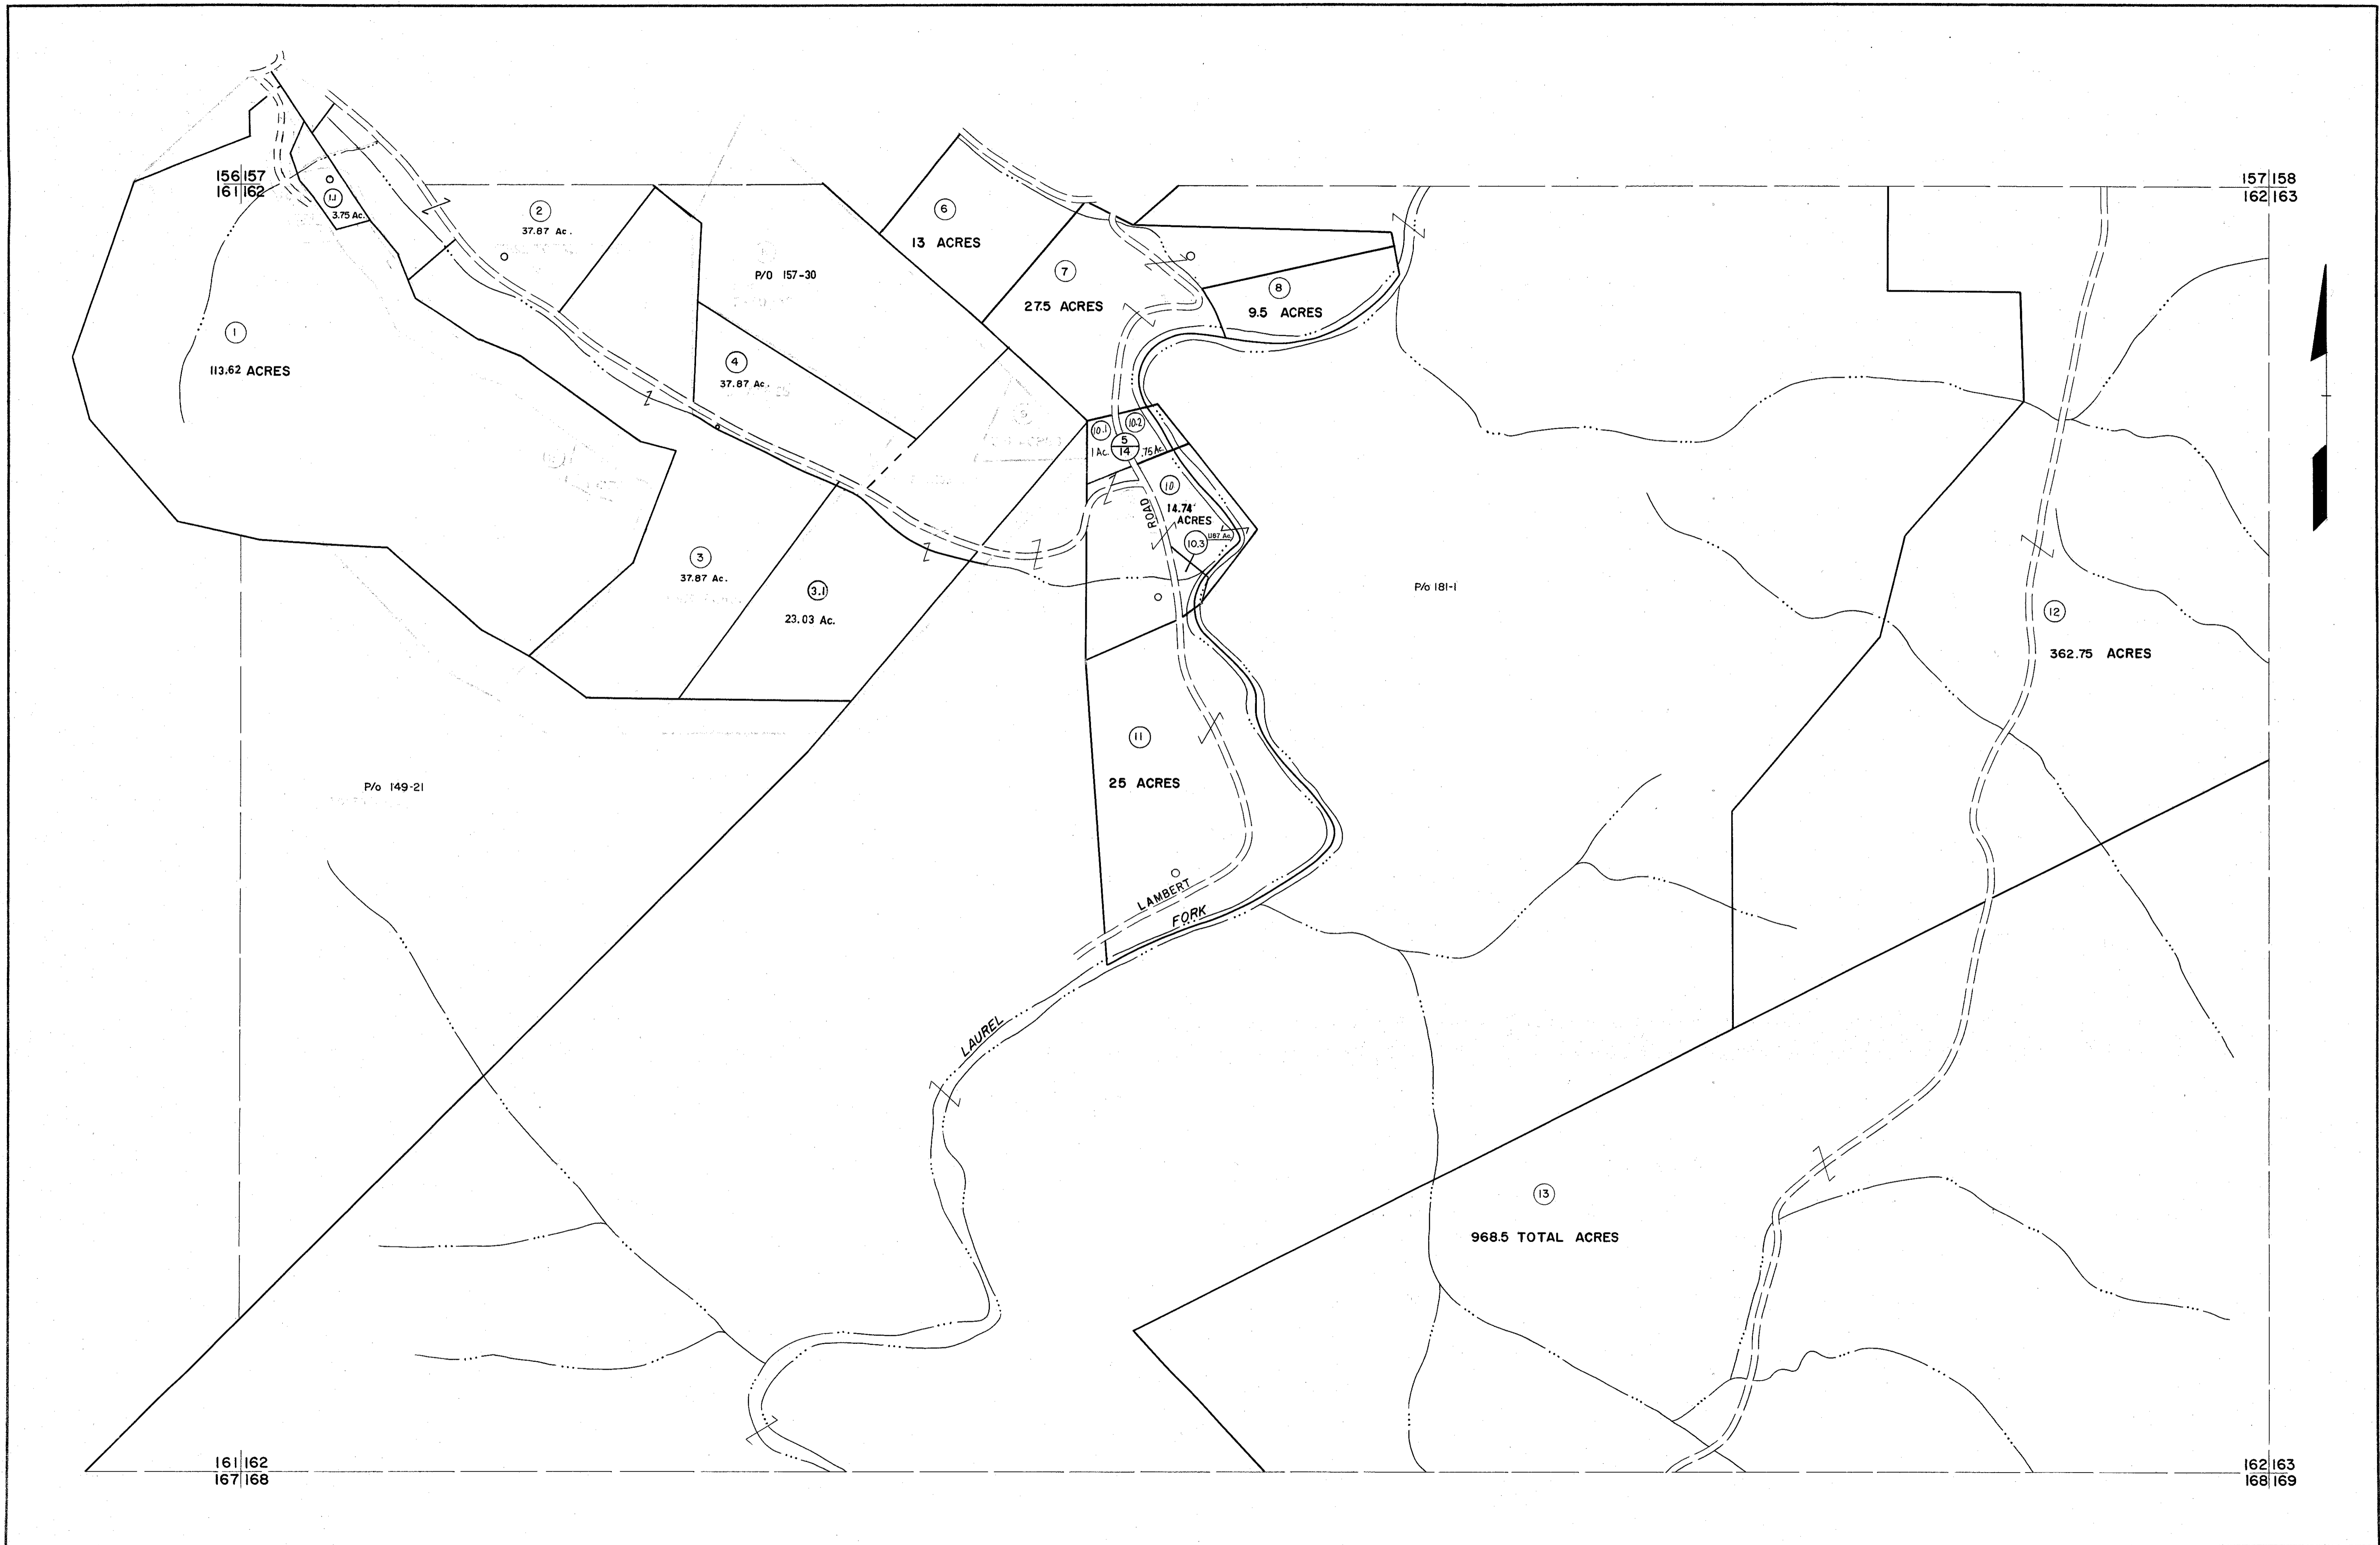 156 157
161 162
157 158
162 163
1.1
3.75 Ac.
2
37.87 Ac.
6
13 ACRES
P/O 157-30
7
27.5 ACRES
8
9.5 ACRES
1
113.62 ACRES
4
37.87 Ac.
10.1
10.2
1 Ac.
5
14
.75 Ac.
10
14.74
ACRES
ROAD
10.3
3
37.87 Ac.
3.1
23.03 Ac.
P/o 181-1
12
362.75 ACRES
11
25 ACRES
P/o 149-21
LAMBERT
FORK
LAUREL
13
968.5 TOTAL ACRES
161 162
167 168
162 163
168 169